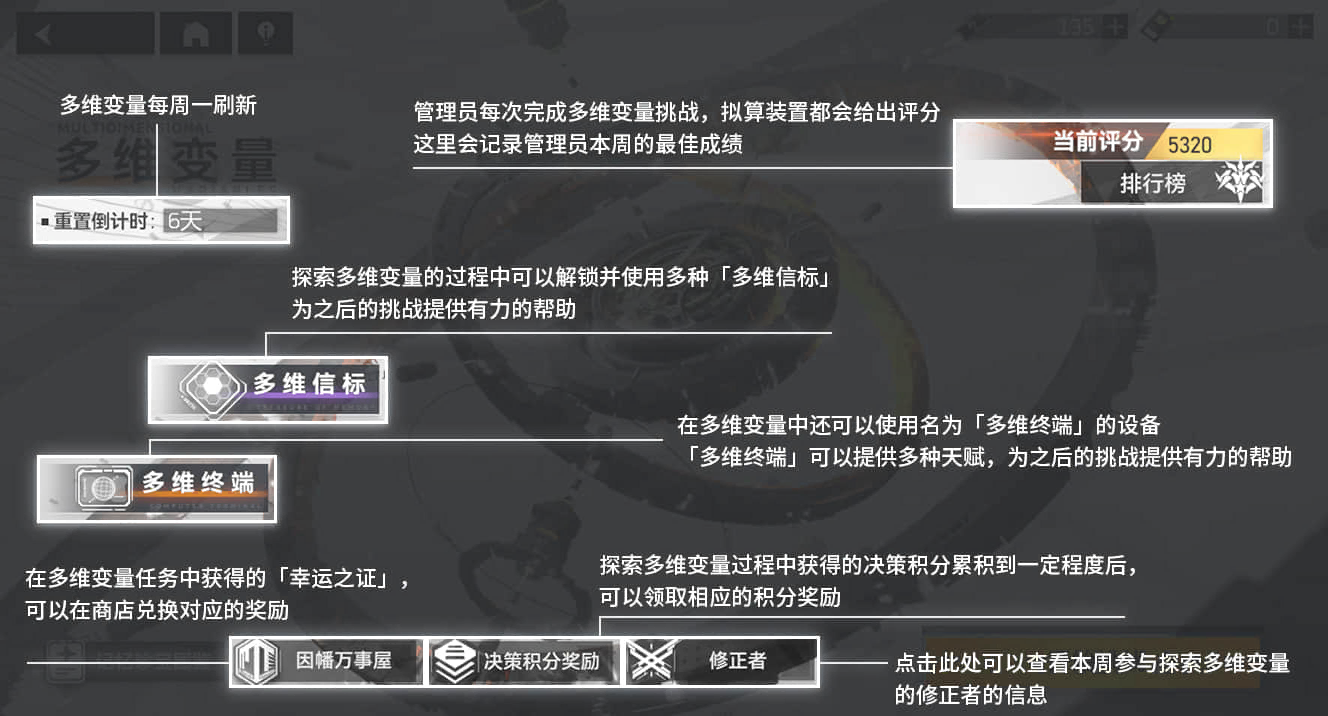 135
0
多维变量每周一刷新
MULTIDIMENSIONAL
多维变量
VARIABLES
重置倒计时：6天
管理员每次完成多维变量挑战，拟算装置都会给出评分
这里会记录管理员本周的最佳成绩
当前评分 5320
排行榜
探索多维变量的过程中可以解锁并使用多种「多维信标」
为之后的挑战提供有力的帮助
多维信标
多维终端
COMPUTER TERMINAL
在多维变量中还可以使用名为「多维终端」的设备
「多维终端」可以提供多种天赋，为之后的挑战提供有力的帮助
在多维变量任务中获得的「幸运之证」，
可以在商店兑换对应的奖励
探索多维变量过程中获得的决策积分累积到一定程度后，
可以领取相应的积分奖励
因幡万事屋
决策积分奖励
修正者
点击此处可以查看本周参与探索多维变量
的修正者的信息